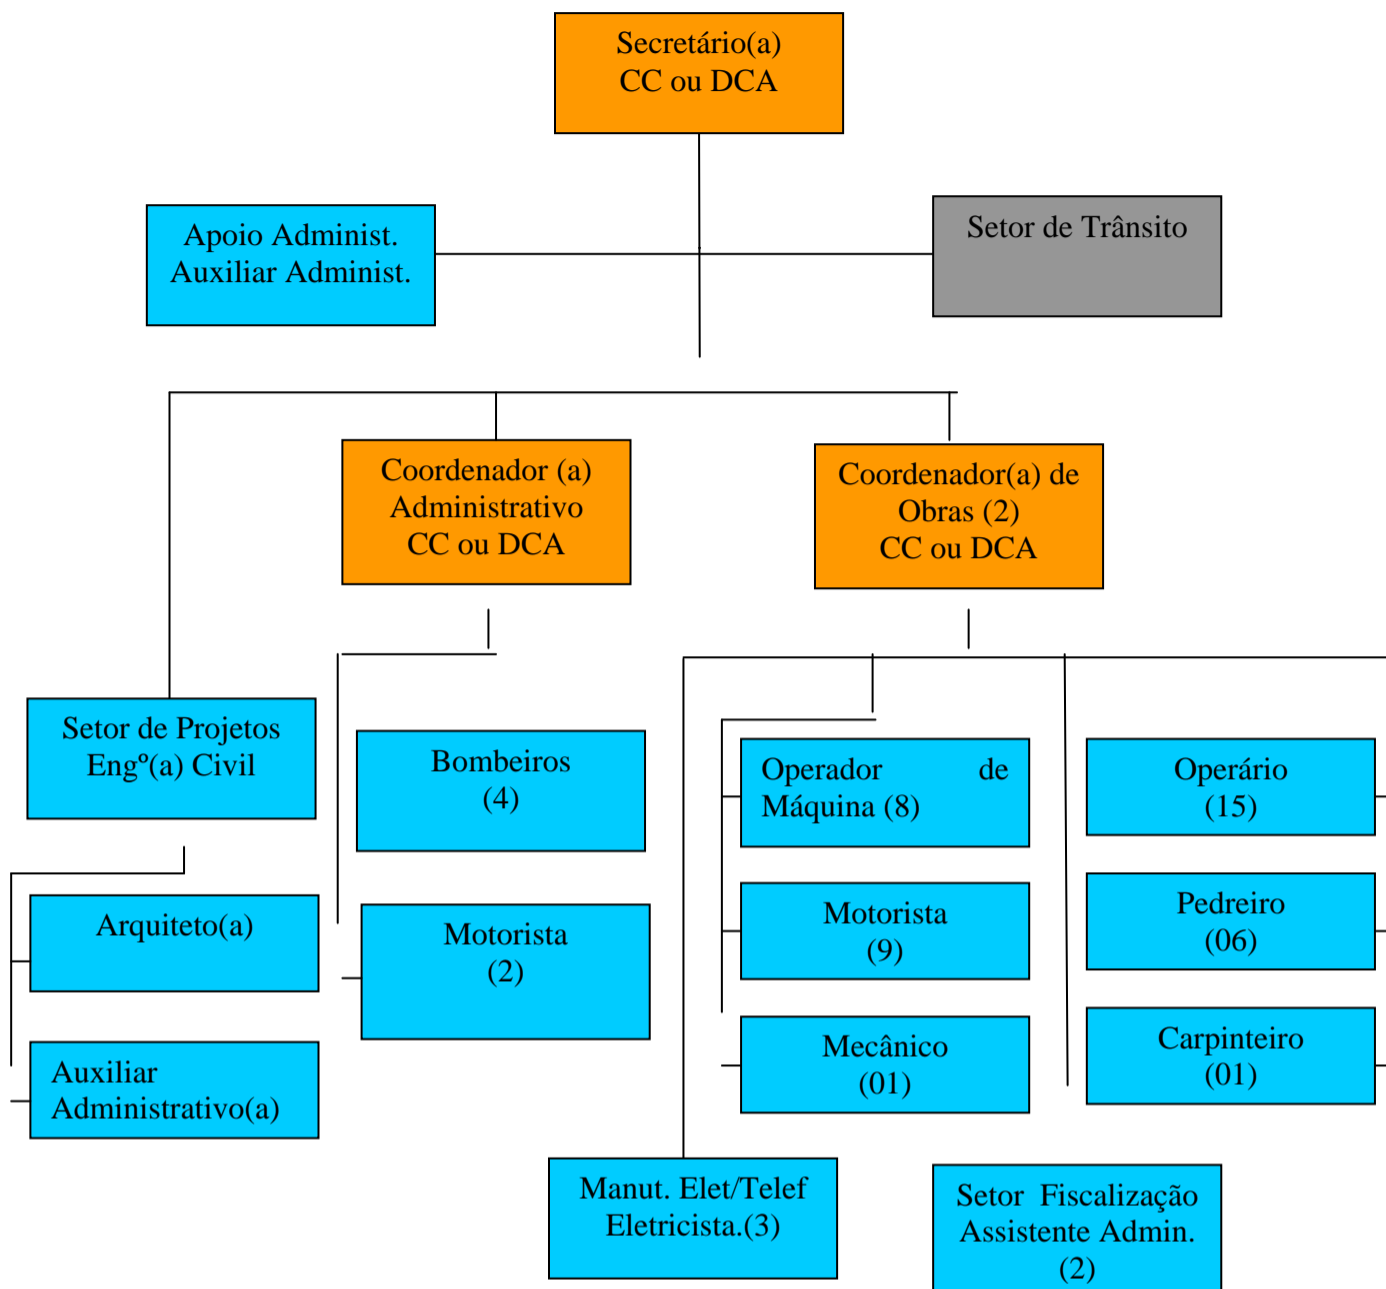 Secretário(a)
CC ou DCA
Apoio Administ.
Auxiliar Administ.
Setor de Trânsito
Coordenador (a)
Administrativo
CC ou DCA
Coordenador(a) de
Obras (2)
CC ou DCA
Setor de Projetos
Engº(a) Civil
Bombeiros
(4)
Operador de
Máquina (8)
Operário
(15)
Arquiteto(a)
Motorista
(2)
Motorista
(9)
Pedreiro
(06)
Auxiliar
Administrativo(a)
Mecânico
(01)
Carpinteiro
(01)
Manut. Elet/Telef
Eletricista.(3)
Setor Fiscalização
Assistente Admin.
(2)